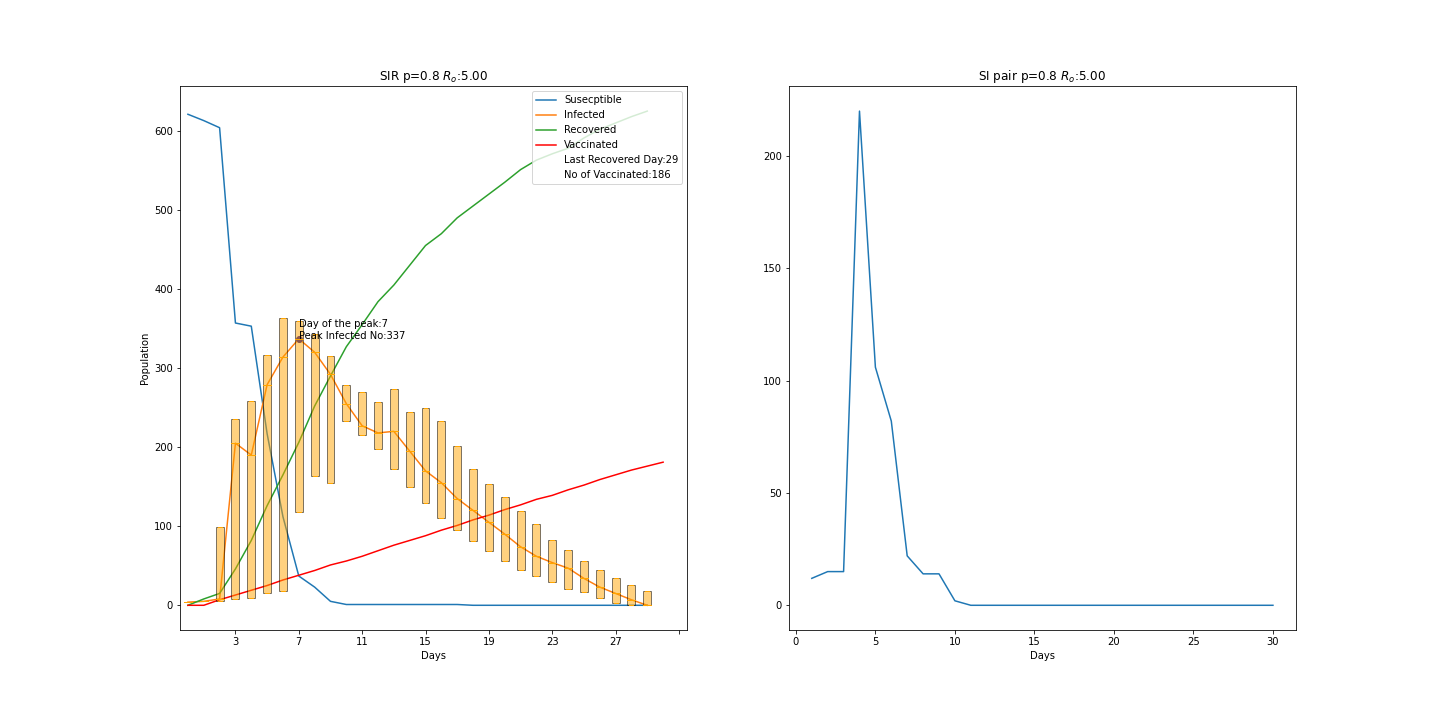 SIR p=0.8 Rₒ:5.00
Susecptible
Infected
Recovered
Vaccinated
Last Recovered Day:29
No of Vaccinated:186
Day of the peak:7
Peak Infected No:337
600
500
400
300
200
100
0
Population
3 7 11 15 19 23 27
Days
SI pair p=0.8 Rₒ:5.00
200
150
100
50
0
0 5 10 15 20 25 30
Days